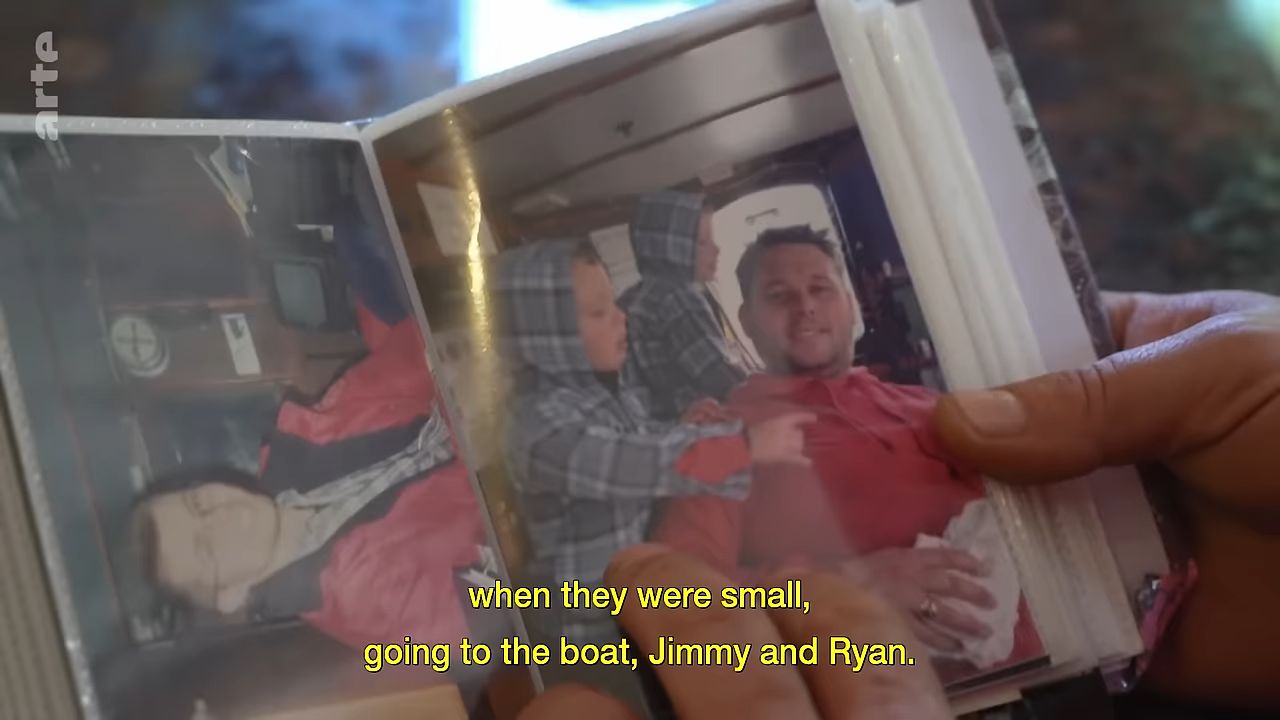 arte
when they were small,
going to the boat, Jimmy and Ryan.